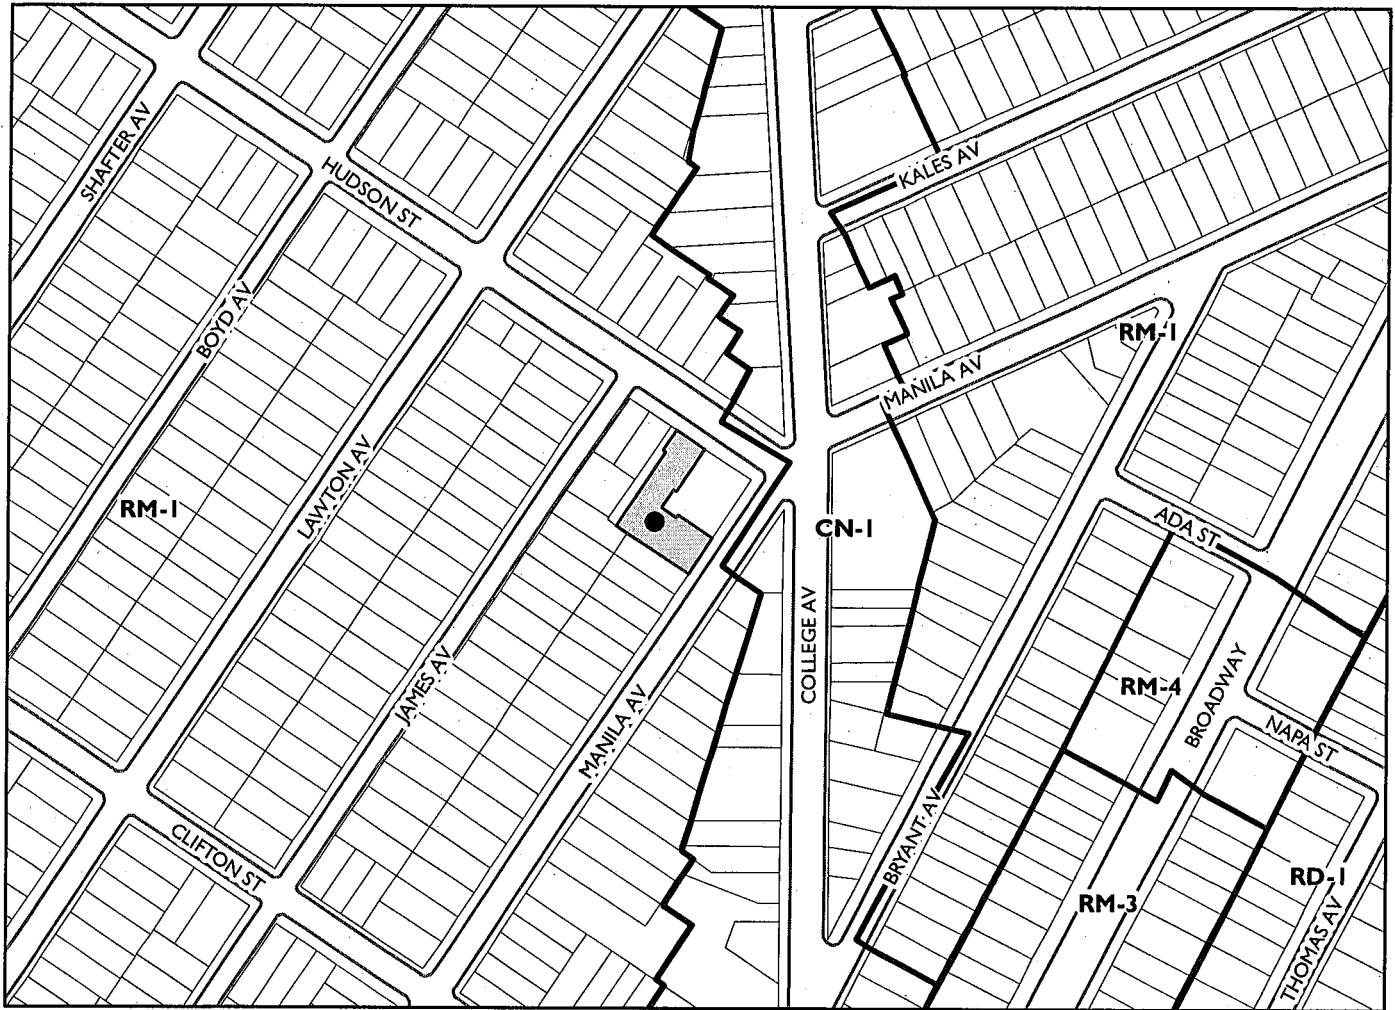 SHAFTER AV
HUDSON ST
KALES AV
BOYD AV
RM-1
MANILA AV
LAWTON AV
RM-1
CN-1
ADA ST
COLLEGE AV
JAMES AV
RM-4
BROADWAY
MANILA AV
NAPA ST
BRYANT AV
CLIFTON ST
RD-1
RM-3
THOMAS AV